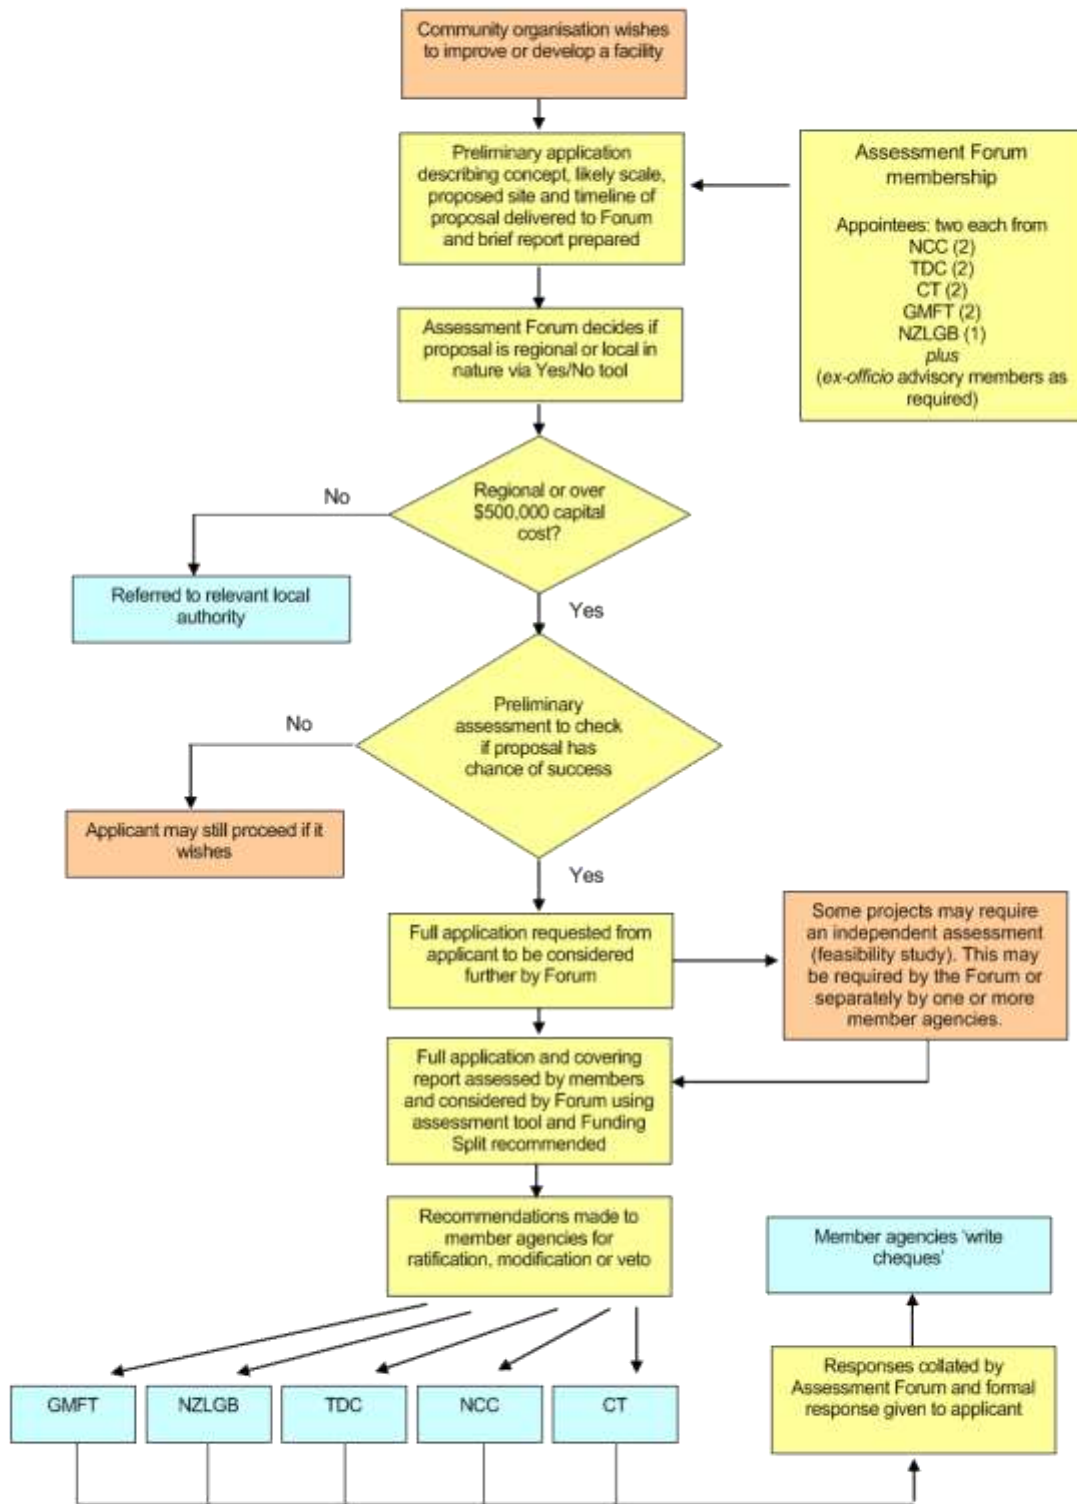 Community organisation wishes
to improve or develop a facility
Preliminary application
describing concept, likely scale,
proposed site and timeline of
proposal delivered to Forum
and brief report prepared
Assessment Forum
membership
Appointees: two each from
NCC (2)
TDC (2)
CT (2)
GMFT (2)
NZLGB (1)
plus
(ex-officio advisory members as
required)
Assessment Forum decides if
proposal is regional or local in
nature via Yes/No tool
Regional or over
$500,000 capital
cost?
No
Referred to relevant local
authority
Yes
Preliminary
assessment to check
if proposal has
chance of success
No
Applicant may still proceed if it
wishes
Yes
Full application requested from
applicant to be considered
further by Forum
Some projects may require
an independent assessment
(feasibility study). This may
be required by the Forum or
separately by one or more
member agencies.
Full application and covering
report assessed by members
and considered by Forum using
assessment tool and Funding
Split recommended
Recommendations made to
member agencies for
ratification, modification or veto
GMFT
NZLGB
TDC
NCC
CT
Responses collated by
Assessment Forum and formal
response given to applicant
Member agencies 'write
cheques'